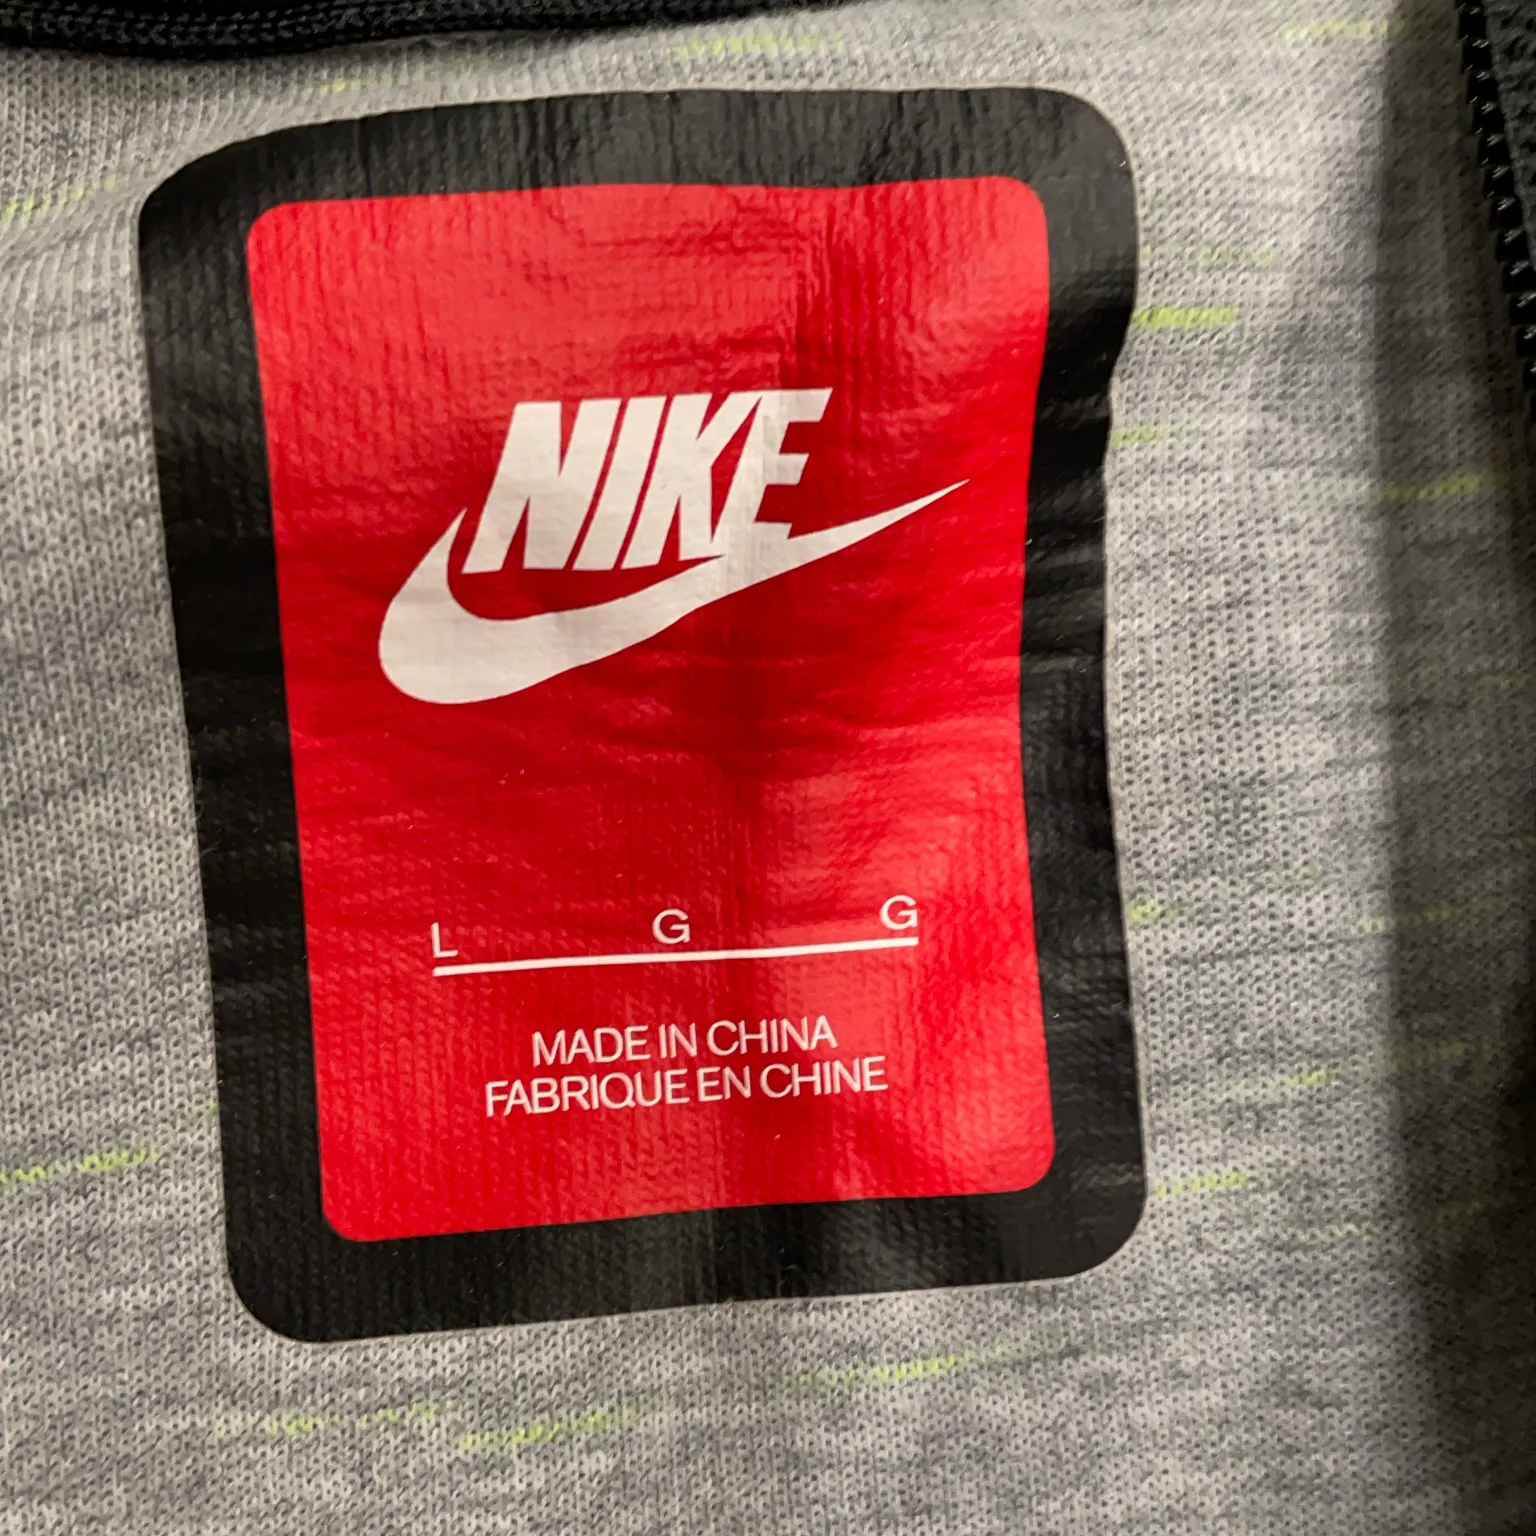 NIKE
L G G
MADE IN CHINA
FABRIQUE EN CHINE